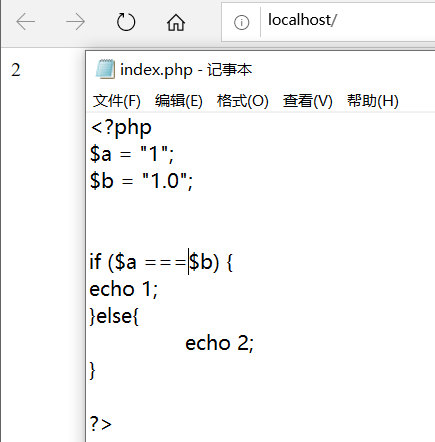 localhost/
2
index.php - 记事本
文件(F) 编辑(E) 格式(O) 查看(V) 帮助(H)
<?php
$a = "1";
$b = "1.0";
if ($a ===$b) {
echo 1;
}else{
echo 2;
}
?>